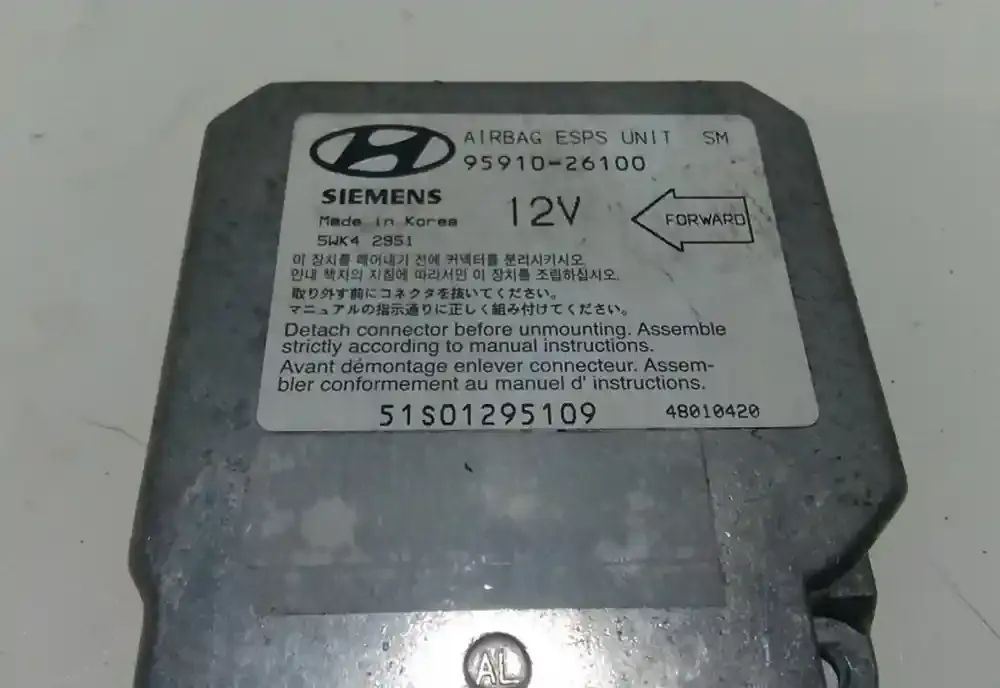 AIRBAG ESPS UNIT SM
95910-26100
SIEMENS
12V
FORWARD
Made in Korea
5WK4 2951
이 장치를 떼어내기 전에 커넥터를 분리시키시오.
안내 책자의 지침에 따라서만 이 장치를 조립하십시오.
取り外す前にコネクタを抜いてください。
マニュアルの指示通りに正しく組み付けてください。
Detach connector before unmounting. Assemble
strictly according to manual instructions.
Avant démontage enlever connecteur. Assem-
bler conformement au manuel d' instructions.
51S01295109 48010420
AL